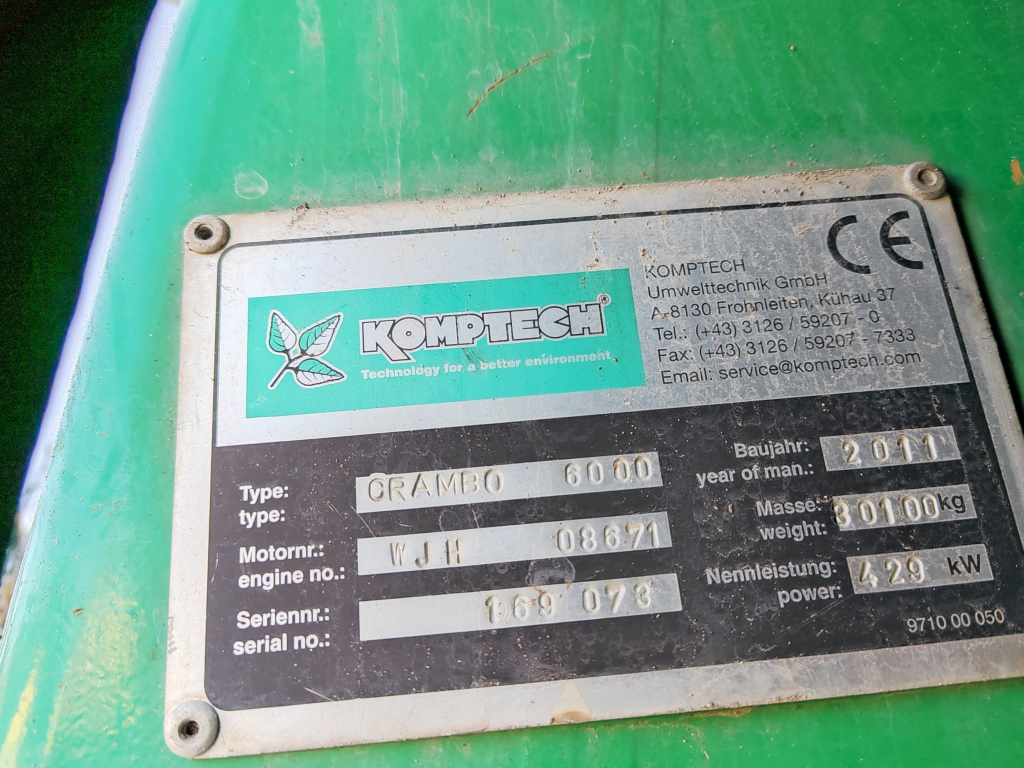 KOMPTECH
Umwelttechnik GmbH
A-8130 Frohnleiten, Kühau 37
Tel.: (+43) 3126 / 59207 - 0
Fax: (+43) 3126 / 59207 - 7333
Email: service@komptech.com
CE
KOMPTECH®
Technology for a better environment
Type:
type:
CRAMBO 6000
Motornr.:
engine no.:
WJH 08671
Seriennr.:
serial no.:
169 073
Baujahr:
year of man.:
2011
Masse:
weight:
30100 kg
Nennleistung:
power:
429 kW
9710 00 050